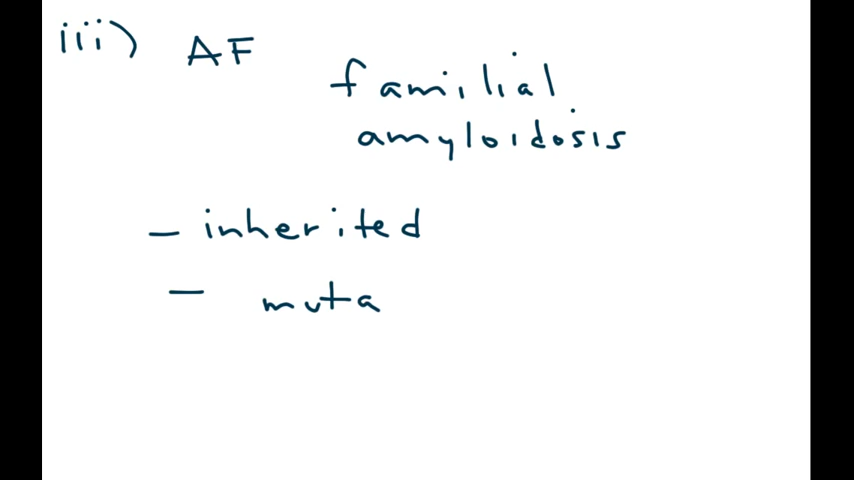 iii) AF
familial
amyloidosis
- inherited
- muta